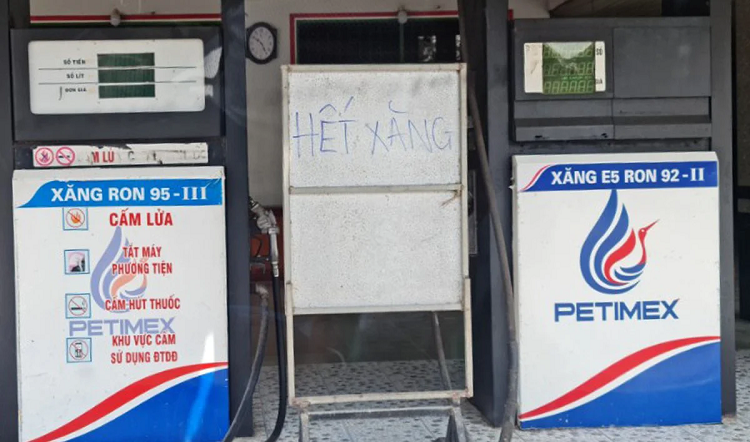 SỐ TIỀN
SỐ LÍT
ĐƠN GIÁ
XĂNG RON 95-III
CẤM LỬA
TẮT MÁY
PHƯƠNG TIỆN
CẤM HÚT THUỐC
PETIMEX
KHU VỰC CẤM
SỬ DỤNG ĐTDĐ
HẾT XĂNG
XĂNG E5 RON 92-II
PETIMEX